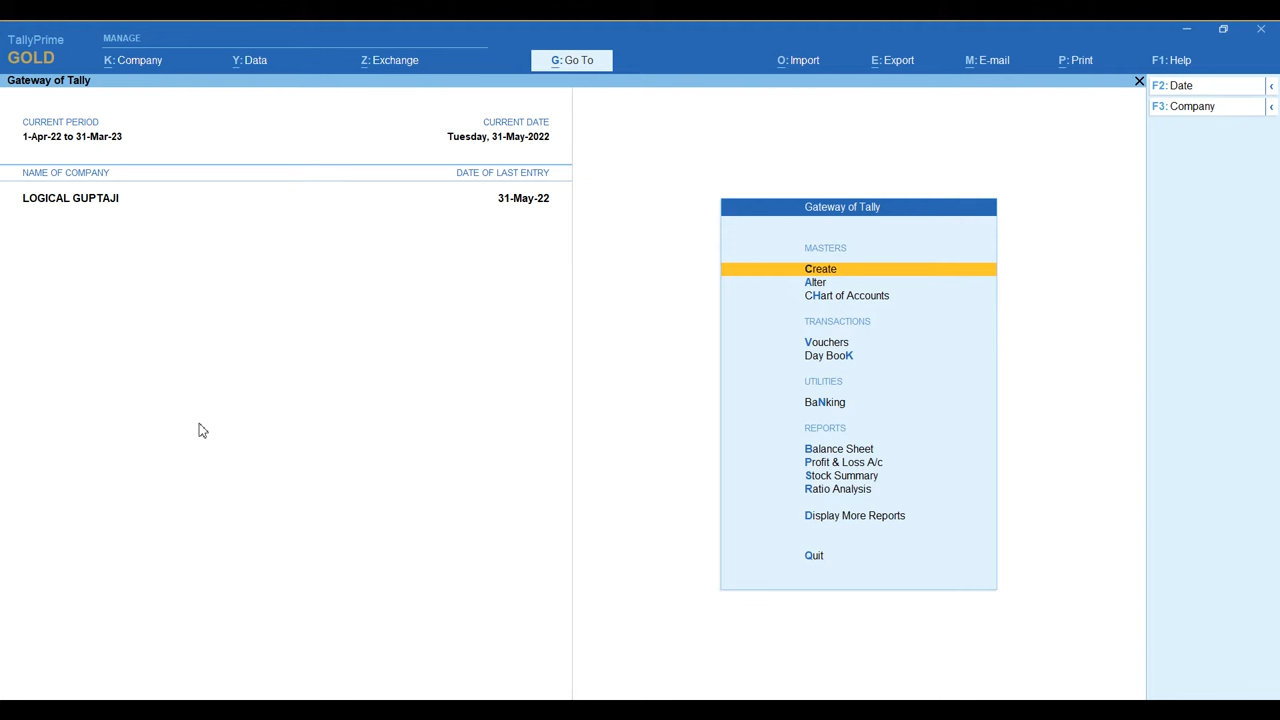 TallyPrime
GOLD
MANAGE
K: Company
Y: Data
Z: Exchange
G: Go To
O: Import
E: Export
M: E-mail
P: Print
F1: Help
Gateway of Tally
F2: Date
F3: Company
CURRENT PERIOD
CURRENT DATE
1-Apr-22 to 31-Mar-23
Tuesday, 31-May-2022
NAME OF COMPANY
DATE OF LAST ENTRY
LOGICAL GUPTAJI
31-May-22
Gateway of Tally
MASTERS
Create
Alter
CHart of Accounts
TRANSACTIONS
Vouchers
Day BooK
UTILITIES
BaNking
REPORTS
Balance Sheet
Profit & Loss A/c
Stock Summary
Ratio Analysis
Display More Reports
Quit